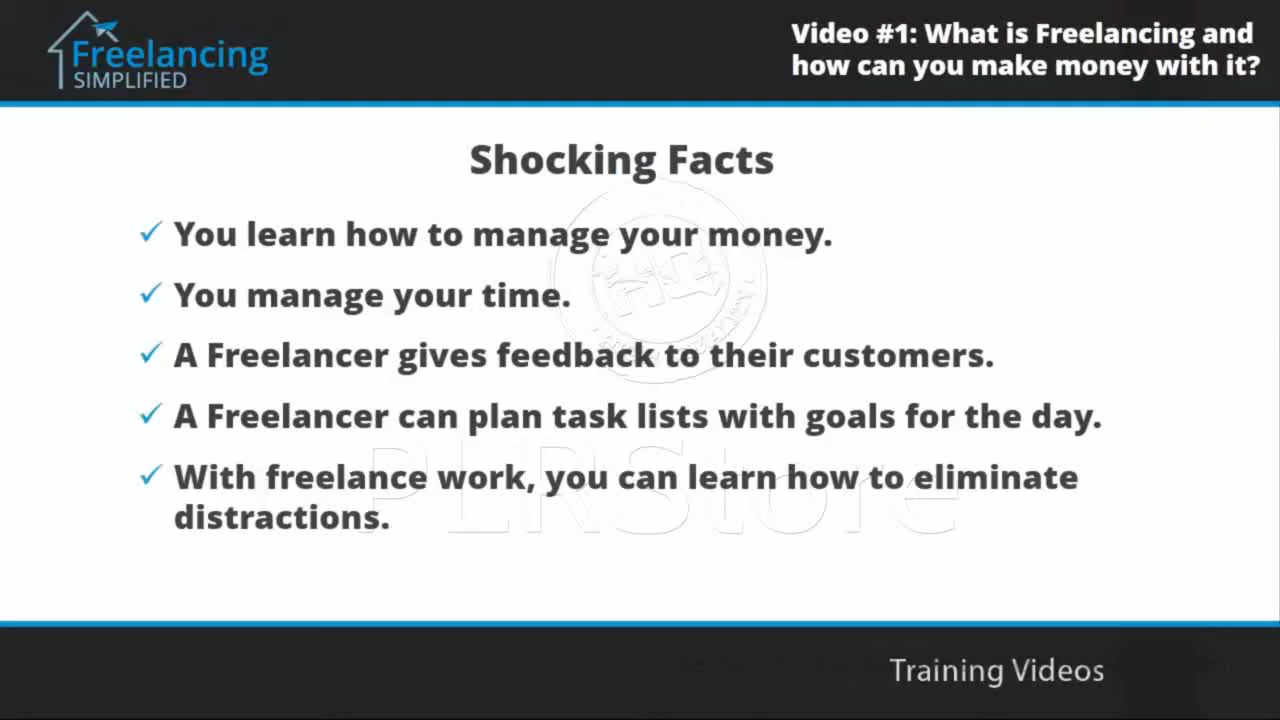 Freelancing
SIMPLIFIED
Video #1: What is Freelancing and
how can you make money with it?
Shocking Facts
You learn how to manage your money.
You manage your time.
A Freelancer gives feedback to their customers.
A Freelancer can plan task lists with goals for the day.
With freelance work, you can learn how to eliminate
distractions.
HQ
PLRStore
Training Videos